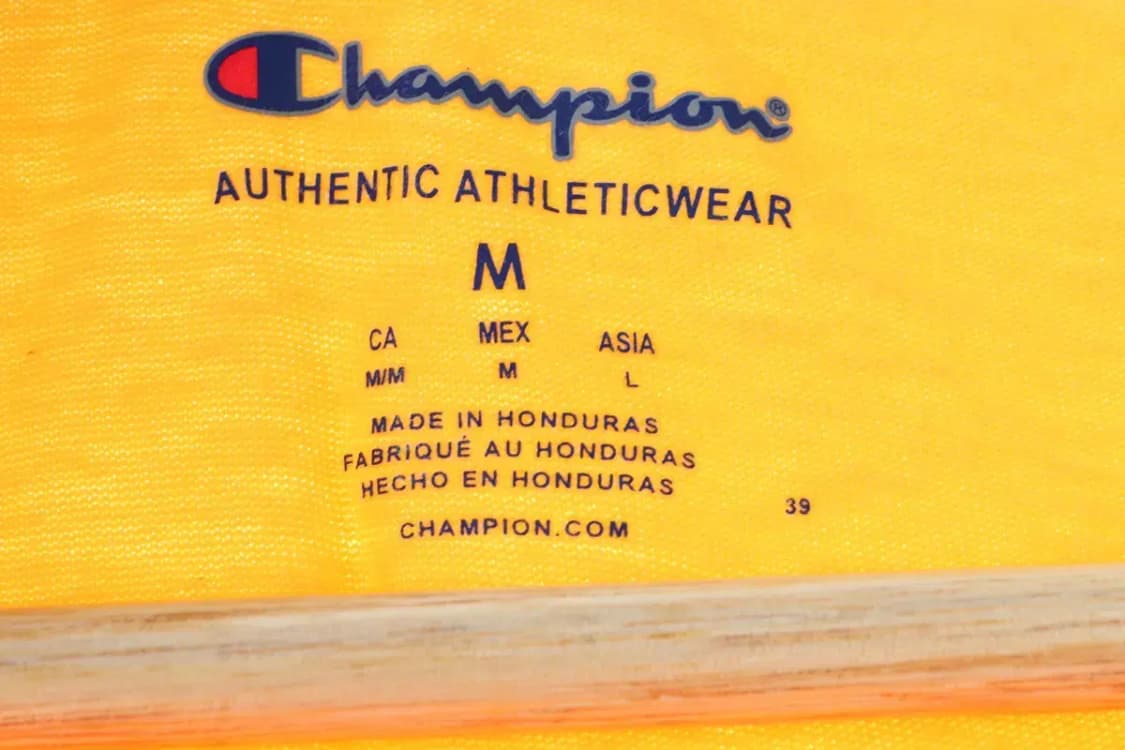 Champion®
AUTHENTIC ATHLETICWEAR
M
CA MEX ASIA
M/M M L
MADE IN HONDURAS
FABRIQUÉ AU HONDURAS
HECHO EN HONDURAS
39
CHAMPION.COM